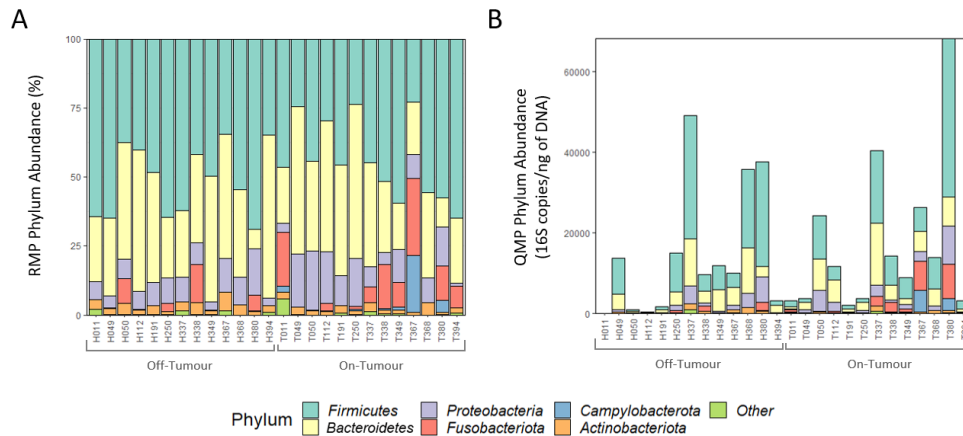 A
B
RMP Phylum Abundance (%)
100
75
50
25
0
H011 H049 H050 H112 H191 H250 H337 H338 H349 H367 H368 H380 H394 T011 T049 T050 T112 T191 T250 T337 T338 T349 T367 T368 T380 T394
Off-Tumour On-Tumour
QMP Phylum Abundance
(16S copies/ng of DNA)
60000
40000
20000
0
H011 H049 H050 H112 H191 H250 H337 H338 H349 H367 H368 H380 H394 T011 T049 T050 T112 T191 T250 T337 T338 T349 T367 T368 T380
Off-Tumour On-Tumour
Phylum Firmicutes Proteobacteria Campylobacterota Other
Bacteroidetes Fusobacteriota Actinobacteriota